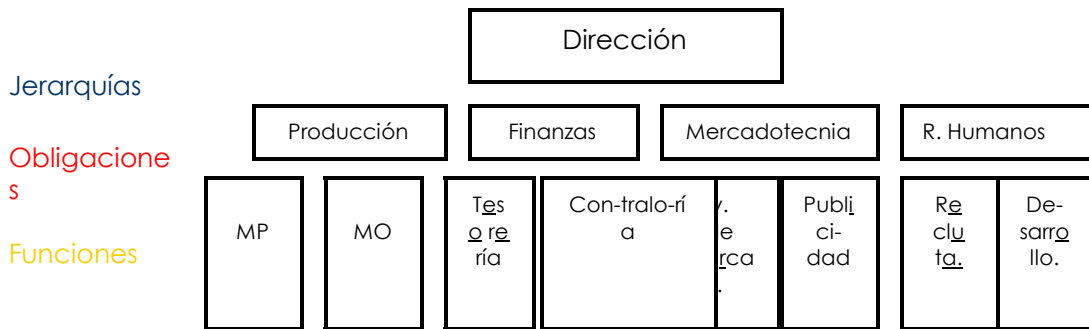 Dirección
Jerarquías
Producción
Finanzas
Mercadotecnia
R. Humanos
Obligacione
s
Funciones
MP
MO
Tes
o re
ría
Con-tralo-rí
a
Publi
ci-
dad
Re
clu
ta.
De-
sarro
llo.